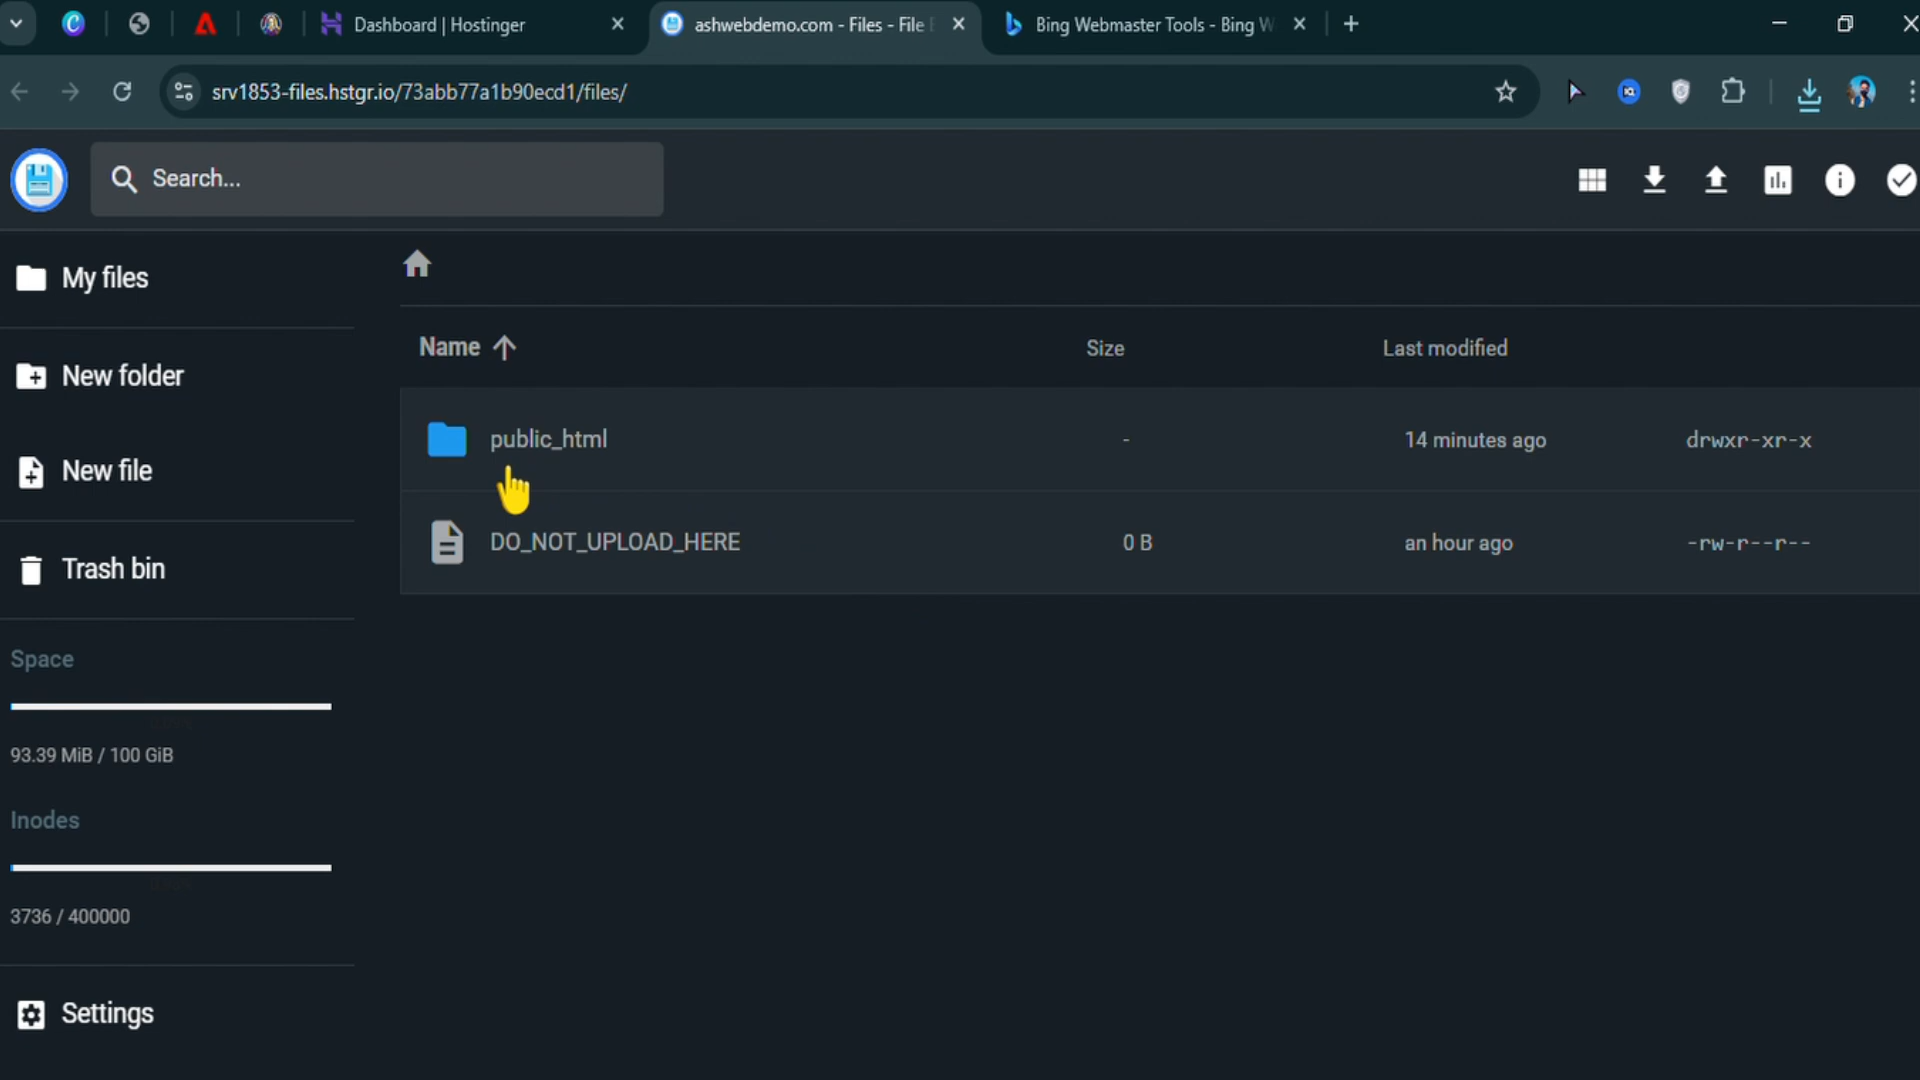 Dashboard | Hostinger
ashwebdemo.com - Files - File
Bing Webmaster Tools - Bing W
srv1853-files.hstgr.io/73abb77a1b90ecd1/files/
Search...
My files
New folder
New file
Trash bin
Space
93.39 MiB / 100 GiB
Inodes
3736 / 400000
Settings
Name Size Last modified
public_html - 14 minutes ago drwxr-xr-x
DO_NOT_UPLOAD_HERE 0 B an hour ago -rw-r--r--